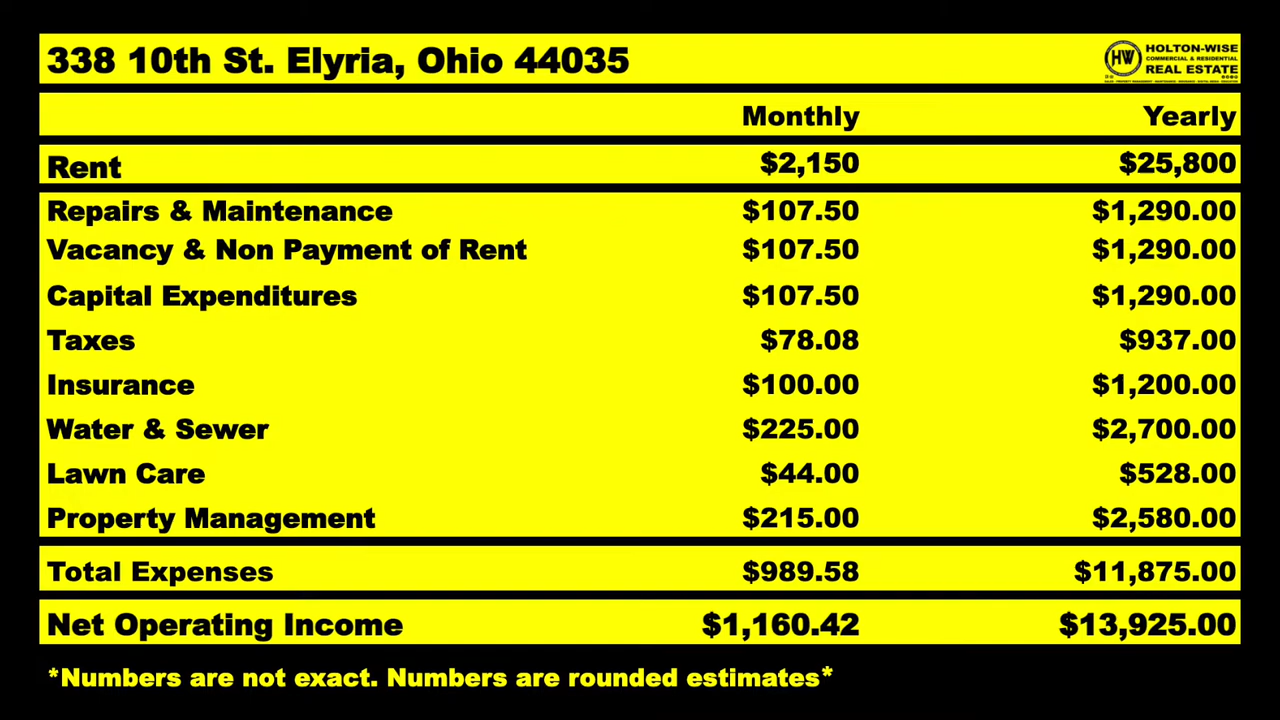 338 10th St. Elyria, Ohio 44035
HW
HOLTON-WISE
COMMERCIAL & RESIDENTIAL
REAL ESTATE
Monthly Yearly
Rent $2,150 $25,800
Repairs & Maintenance $107.50 $1,290.00
Vacancy & Non Payment of Rent $107.50 $1,290.00
Capital Expenditures $107.50 $1,290.00
Taxes $78.08 $937.00
Insurance $100.00 $1,200.00
Water & Sewer $225.00 $2,700.00
Lawn Care $44.00 $528.00
Property Management $215.00 $2,580.00
Total Expenses $989.58 $11,875.00
Net Operating Income $1,160.42 $13,925.00
*Numbers are not exact. Numbers are rounded estimates*